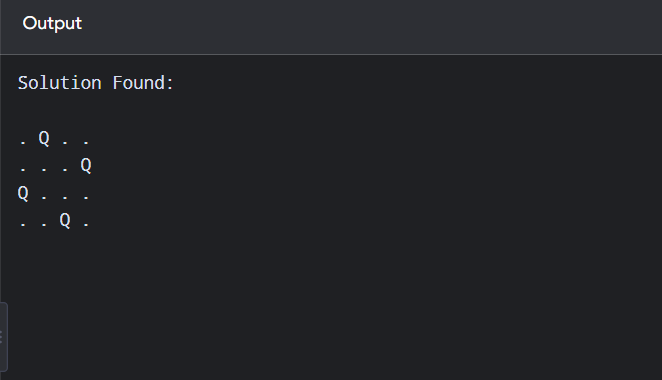 Output
Solution Found:
. Q . .
. . . Q
Q . . .
. . Q .